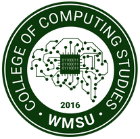 COLLEGE OF COMPUTING STUDIES
2016
• WMSU •